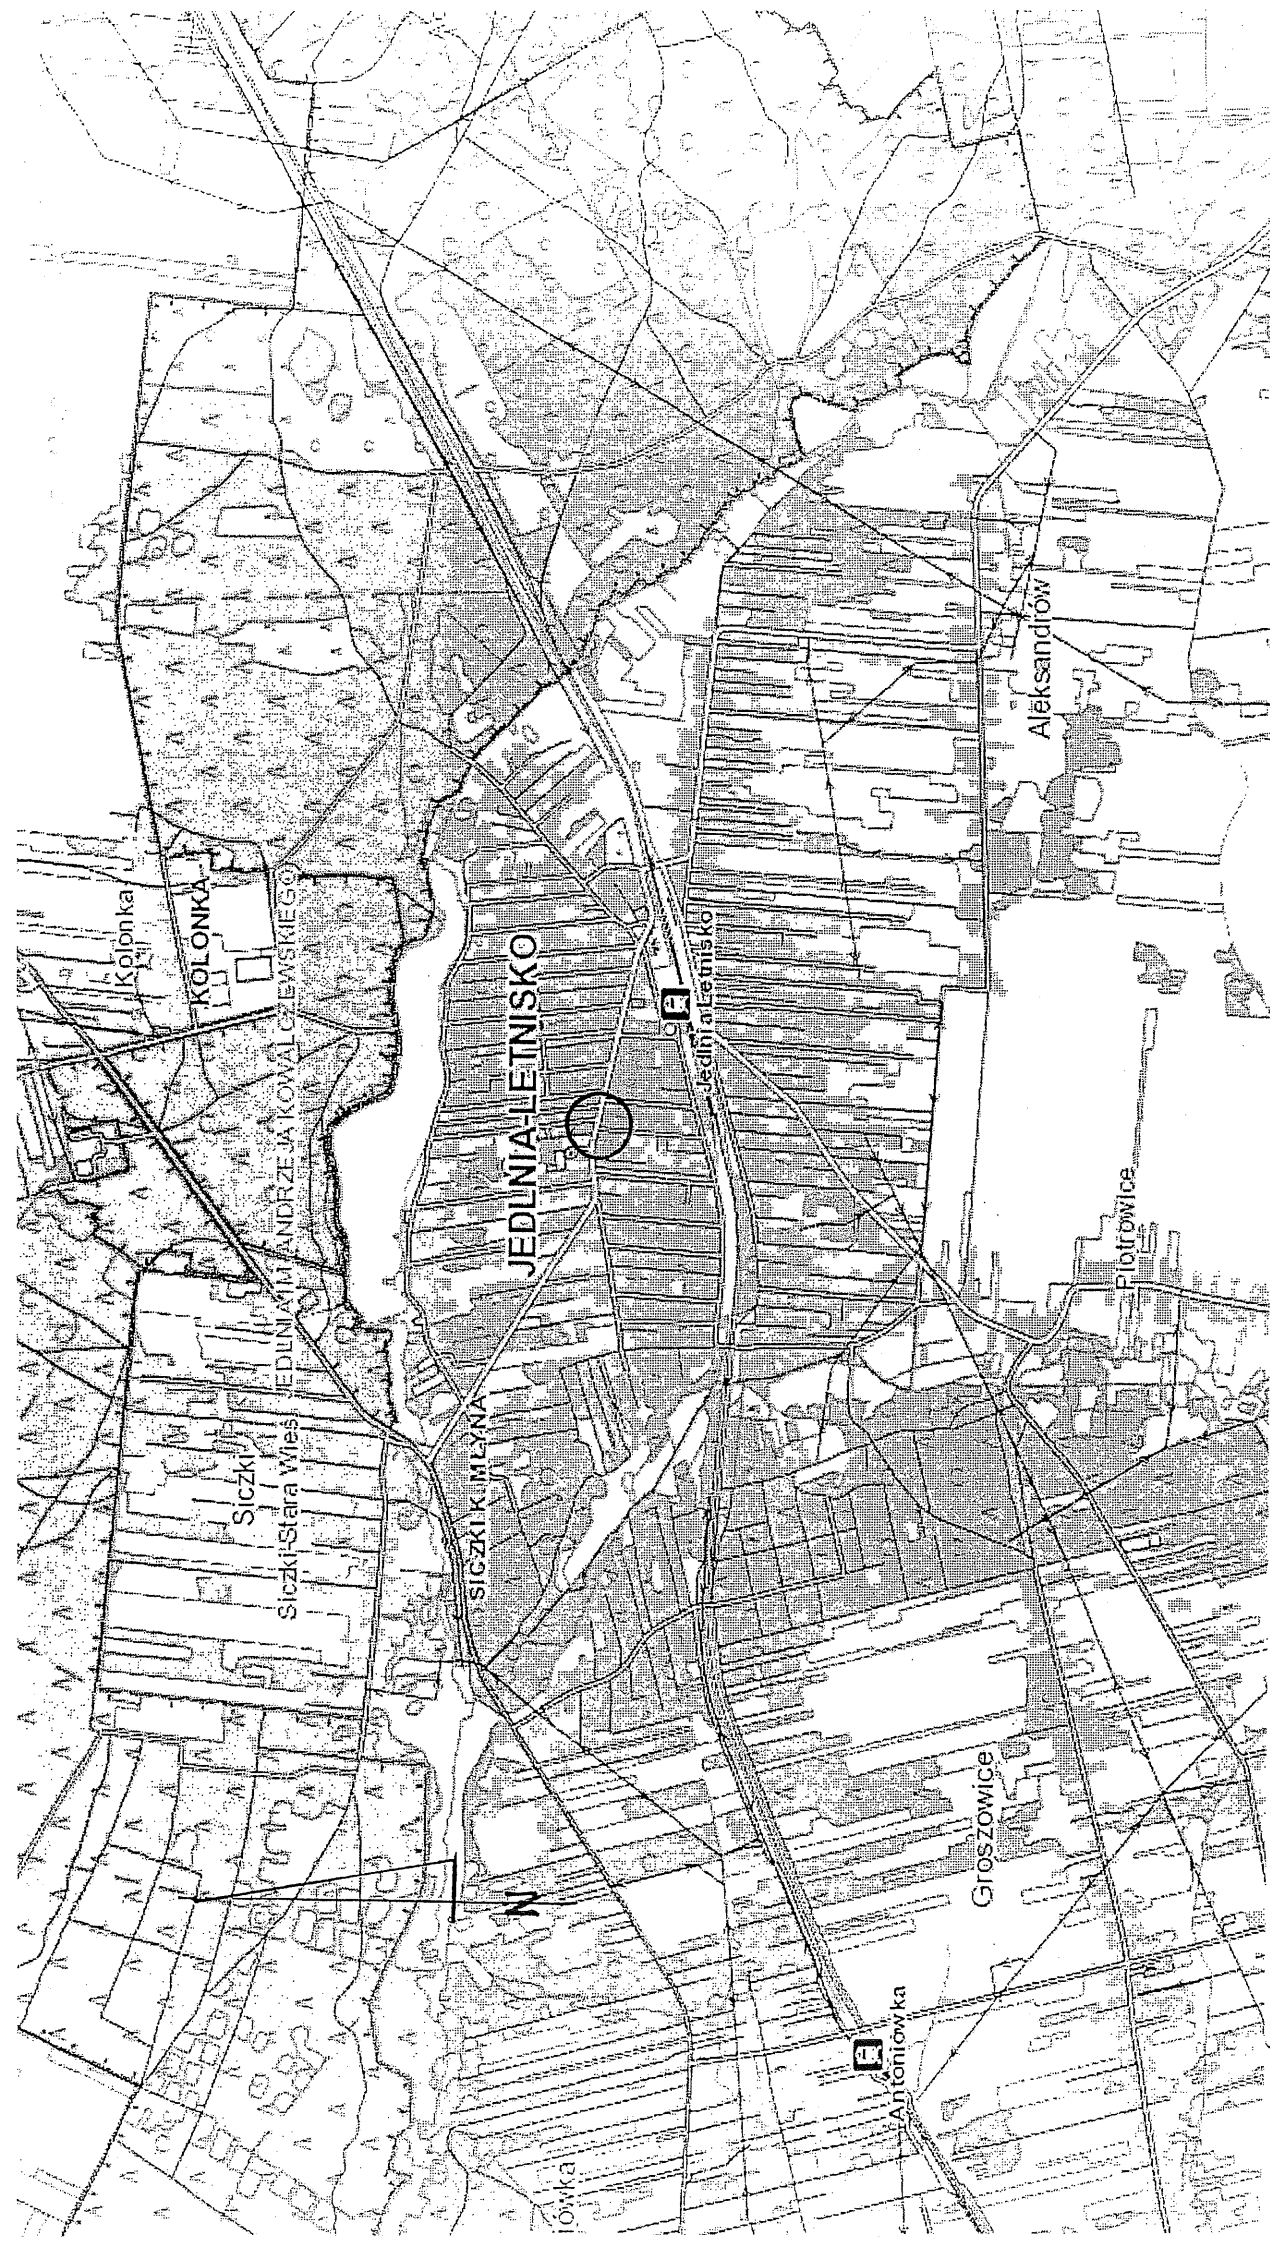 Kolonka
KOLONKA
JEDLNIA IM. ANDRZEJA KOWALCZEWSKIEGO
JEDLNIA-LETNISKO
Jedlnia Letnisko
Aleksandrów
Piotrowice
Siczki
Siczki-Stara Wieś
SICZKI K. MŁYNA
Groszowice
N
Antoniówka